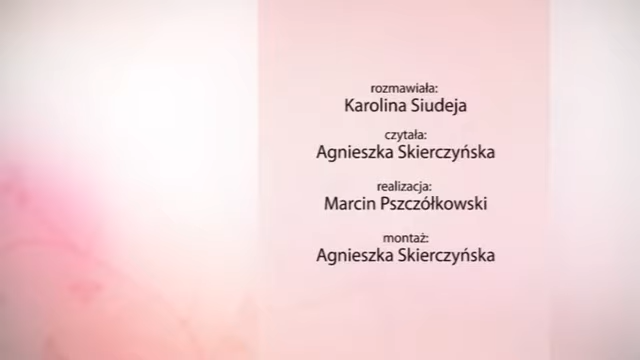 rozmawiała:
Karolina Siudeja
czytała:
Agnieszka Skierczyńska
realizacja:
Marcin Pszczółkowski
montaż:
Agnieszka Skierczyńska